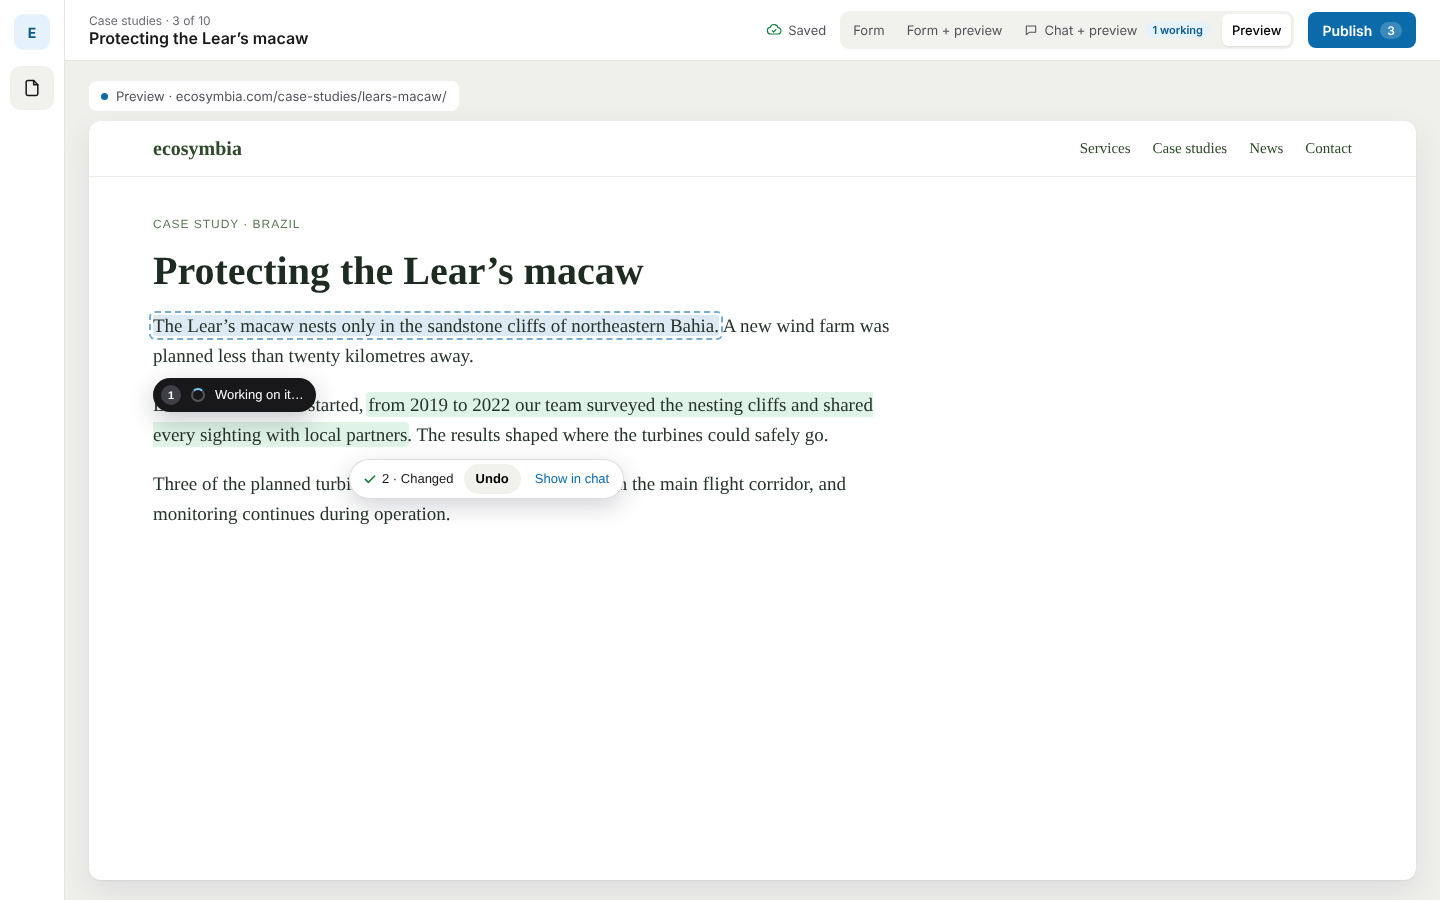 E
Case studies · 3 of 10
Protecting the Lear’s macaw
Saved
Form
Form + preview
Chat + preview
1 working
Preview
Publish 3
Preview · ecosymbia.com/case-studies/lears-macaw/
ecosymbia
Services
Case studies
News
Contact
CASE STUDY · BRAZIL
Protecting the Lear’s macaw
The Lear’s macaw nests only in the sandstone cliffs of northeastern Bahia. A new wind farm was
planned less than twenty kilometres away.
1 Working on it…
started, from 2019 to 2022 our team surveyed the nesting cliffs and shared
every sighting with local partners. The results shaped where the turbines could safely go.
2 · Changed Undo Show in chat
Three of the planned the main flight corridor, and
monitoring continues during operation.